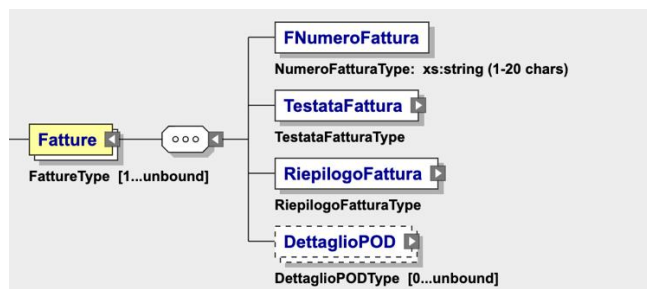 FNumeroFattura
NumeroFatturaType: xs:string (1-20 chars)
TestataFattura
TestataFatturaType
Fatture
FattureType [1...unbound]
RiepilogoFattura
RiepilogoFatturaType
DettaglioPOD
DettaglioPODType [0...unbound]